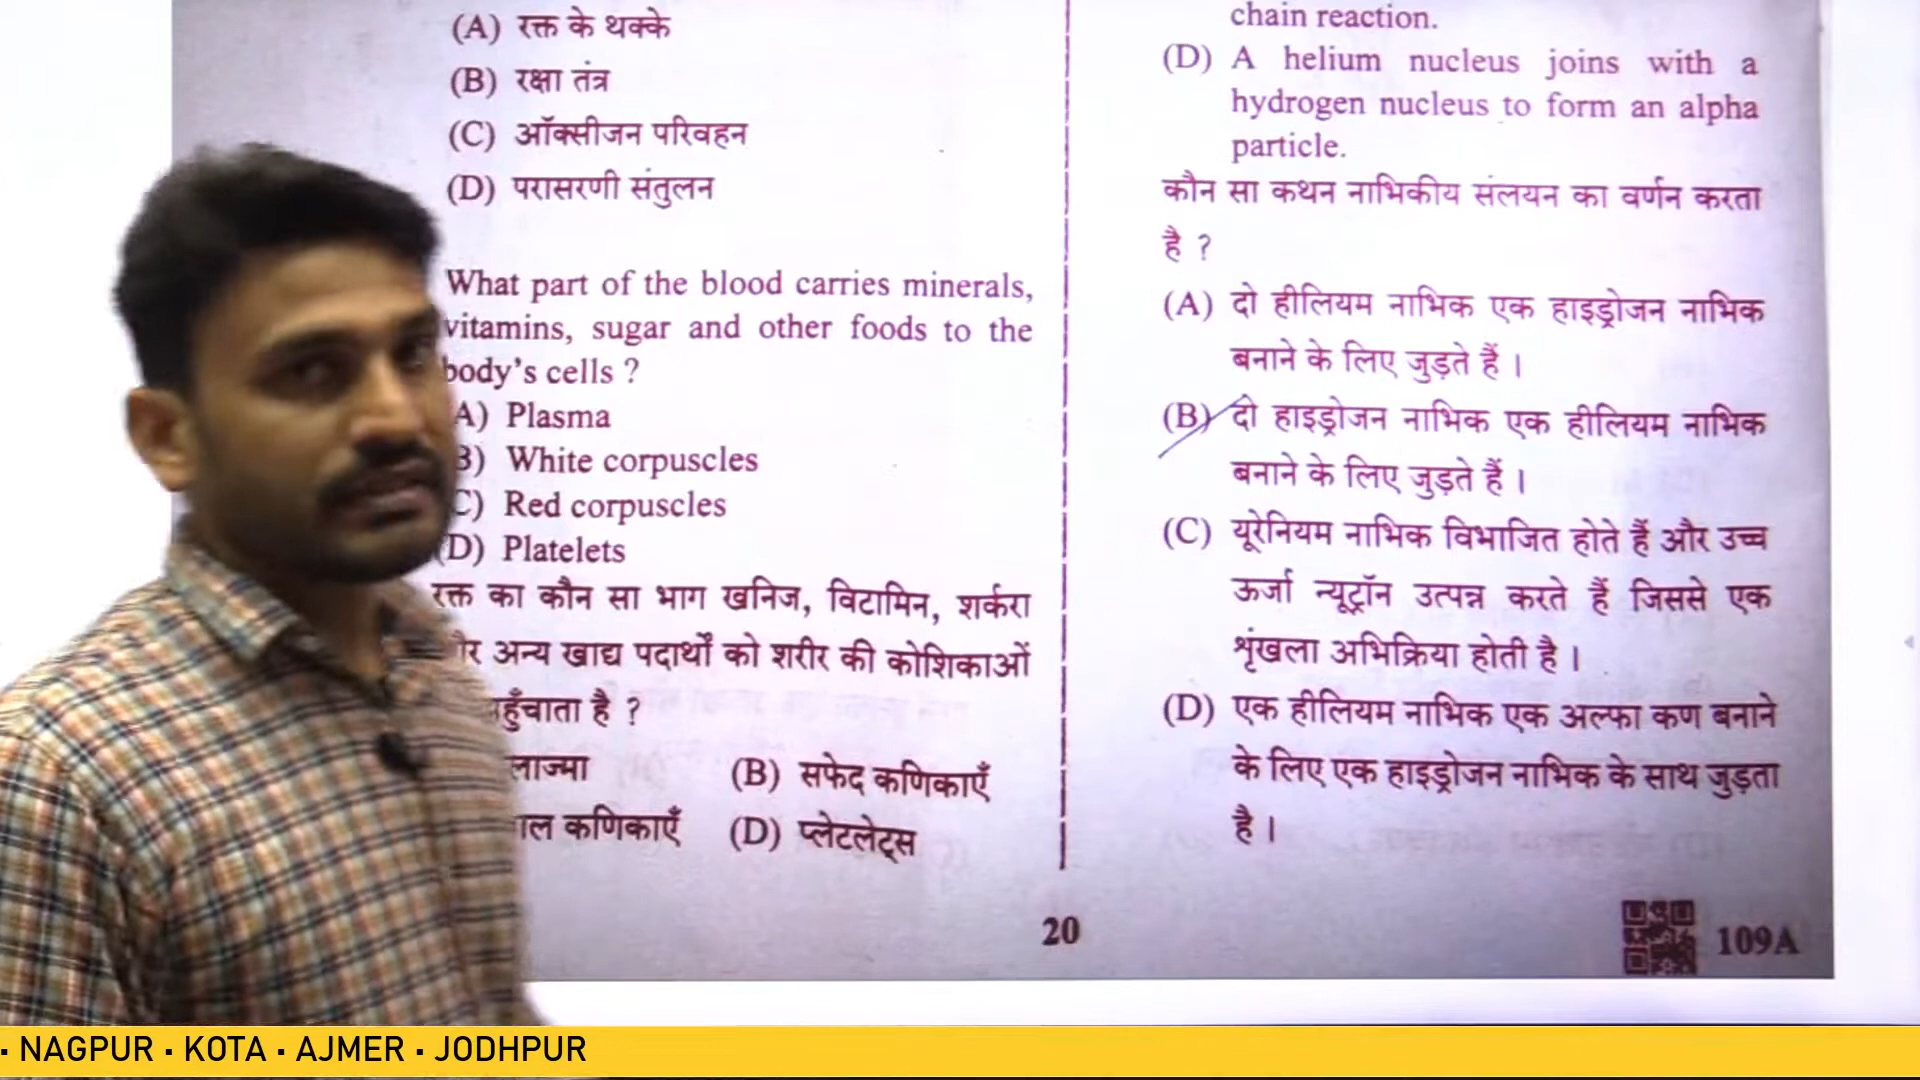 (A) रक्त के थक्के
(B) रक्षा तंत्र
(C) ऑक्सीजन परिवहन
(D) परासरणी संतुलन
What part of the blood carries minerals,
vitamins, sugar and other foods to the
body's cells ?
A) Plasma
B) White corpuscles
C) Red corpuscles
(D) Platelets
रक्त का कौन सा भाग खनिज, विटामिन, शर्करा
अन्य खाद्य पदार्थों को शरीर की कोशिकाओं
है ?
(B) सफेद कणिकाएँ
कणिकाएँ (D) प्लेटलेट्स
chain reaction.
(D) A helium nucleus joins with a
hydrogen nucleus to form an alpha
particle.
कौन सा कथन नाभिकीय संलयन का वर्णन करता
है ?
(A) दो हीलियम नाभिक एक हाइड्रोजन नाभिक
बनाने के लिए जुड़ते हैं ।
(B) दो हाइड्रोजन नाभिक एक हीलियम नाभिक
बनाने के लिए जुड़ते हैं ।
(C) यूरेनियम नाभिक विभाजित होते हैं और उच्च
ऊर्जा न्यूट्रॉन उत्पन्न करते हैं जिससे एक
शृंखला अभिक्रिया होती है ।
(D) एक हीलियम नाभिक एक अल्फा कण बनाने
के लिए एक हाइड्रोजन नाभिक के साथ जुड़ता
है ।
20
109A
· NAGPUR · KOTA · AJMER · JODHPUR